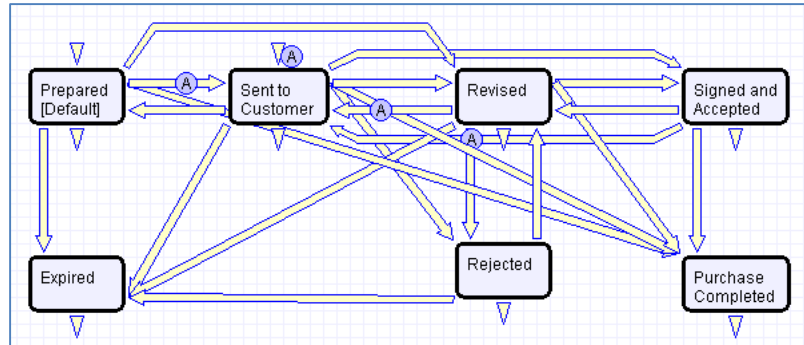 A
Prepared
[Default]
A
Sent to
Customer
Revised
Signed and
Accepted
A
A
Expired
Rejected
Purchase
Completed